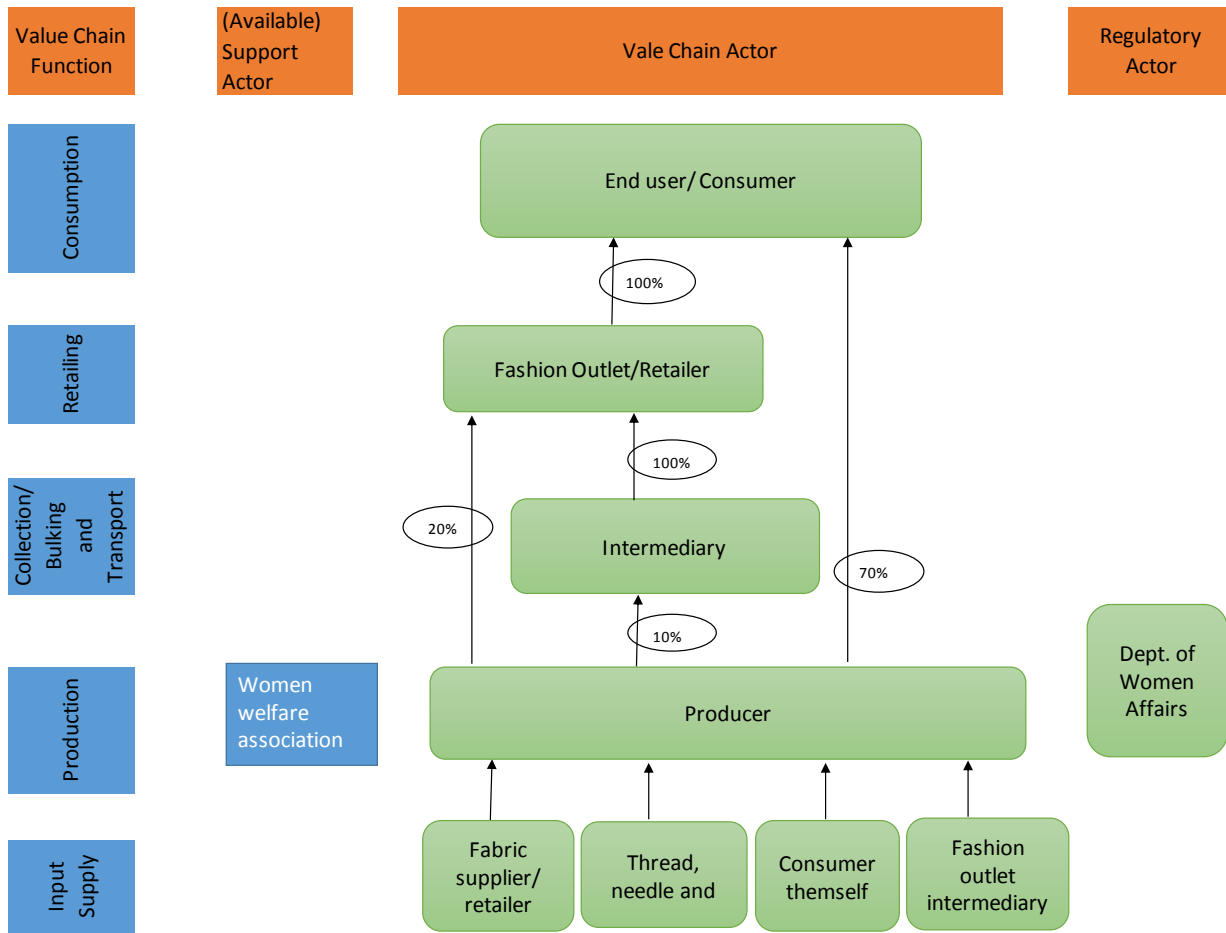 Value Chain
Function
(Available)
Support
Actor
Vale Chain Actor
Regulatory
Actor
Consumption
End user/ Consumer
100%
Retailing
Fashion Outlet/Retailer
100%
Collection/
Bulking
and
Transport
20%
Intermediary
70%
10%
Production
Women
welfare
association
Producer
Dept. of
Women
Affairs
Input
Supply
Fabric
supplier/
retailer
Thread,
needle and
Consumer
themself
Fashion
outlet
intermediary